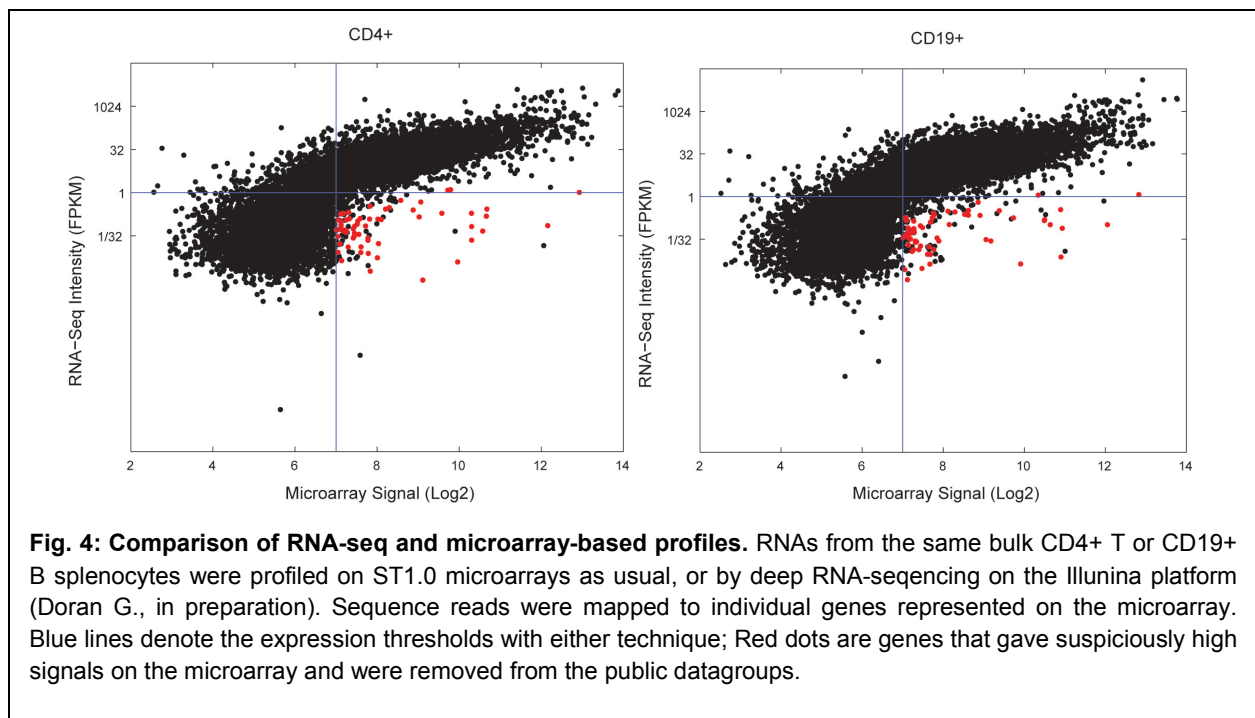 CD4+
1024
32
1
1/32
RNA−Seq Intensity (FPKM)
2 4 6 8 10 12 14
Microarray Signal (Log2)
CD19+
1024
32
1
1/32
RNA−Seq Intensity (FPKM)
2 4 6 8 10 12 14
Microarray Signal (Log2)
Fig. 4: Comparison of RNA-seq and microarray-based profiles. RNAs from the same bulk CD4+ T or CD19+
B splenocytes were profiled on ST1.0 microarrays as usual, or by deep RNA-seqencing on the Illunina platform
(Doran G., in preparation). Sequence reads were mapped to individual genes represented on the microarray.
Blue lines denote the expression thresholds with either technique; Red dots are genes that gave suspiciously high
signals on the microarray and were removed from the public datagroups.